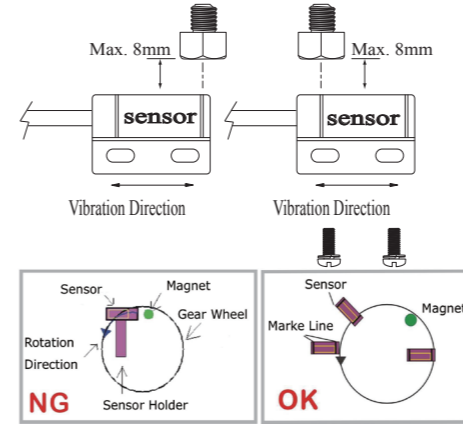 Max. 8mm
Max. 8mm
sensor
sensor
Vibration Direction
Vibration Direction
Sensor
Magnet
Gear Wheel
Rotation
Direction
Sensor Holder
NG
Sensor
Magnet
Marke Line
OK